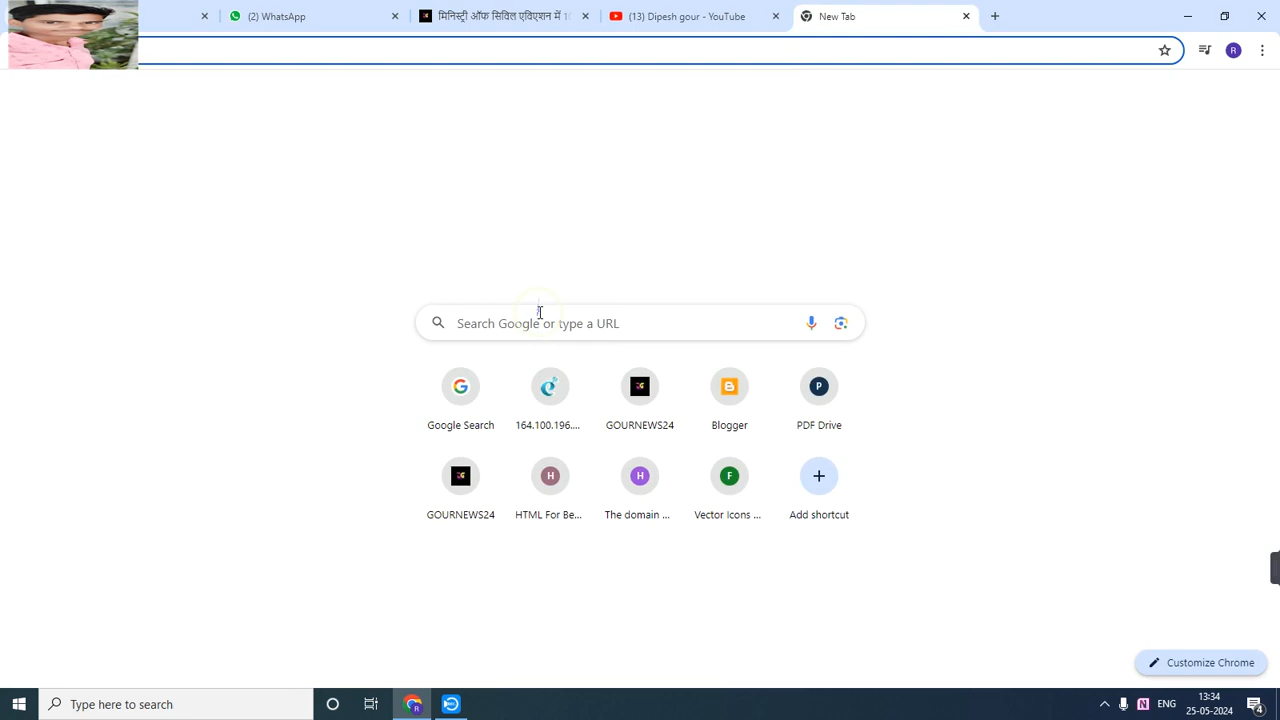 (2) WhatsApp
मिनिस्ट्री ऑफ सिवित एविएशन में
(13) Dipesh gour - YouTube
New Tab
R
Search Google or type a URL
Google Search
164.100.196....
GOURNEWS24
Blogger
P
PDF Drive
GOURNEWS24
H
HTML For Be...
H
The domain ...
F
Vector Icons ...
Add shortcut
Customize Chrome
Type here to search
R
N
ENG
13:34
25-05-2024
4